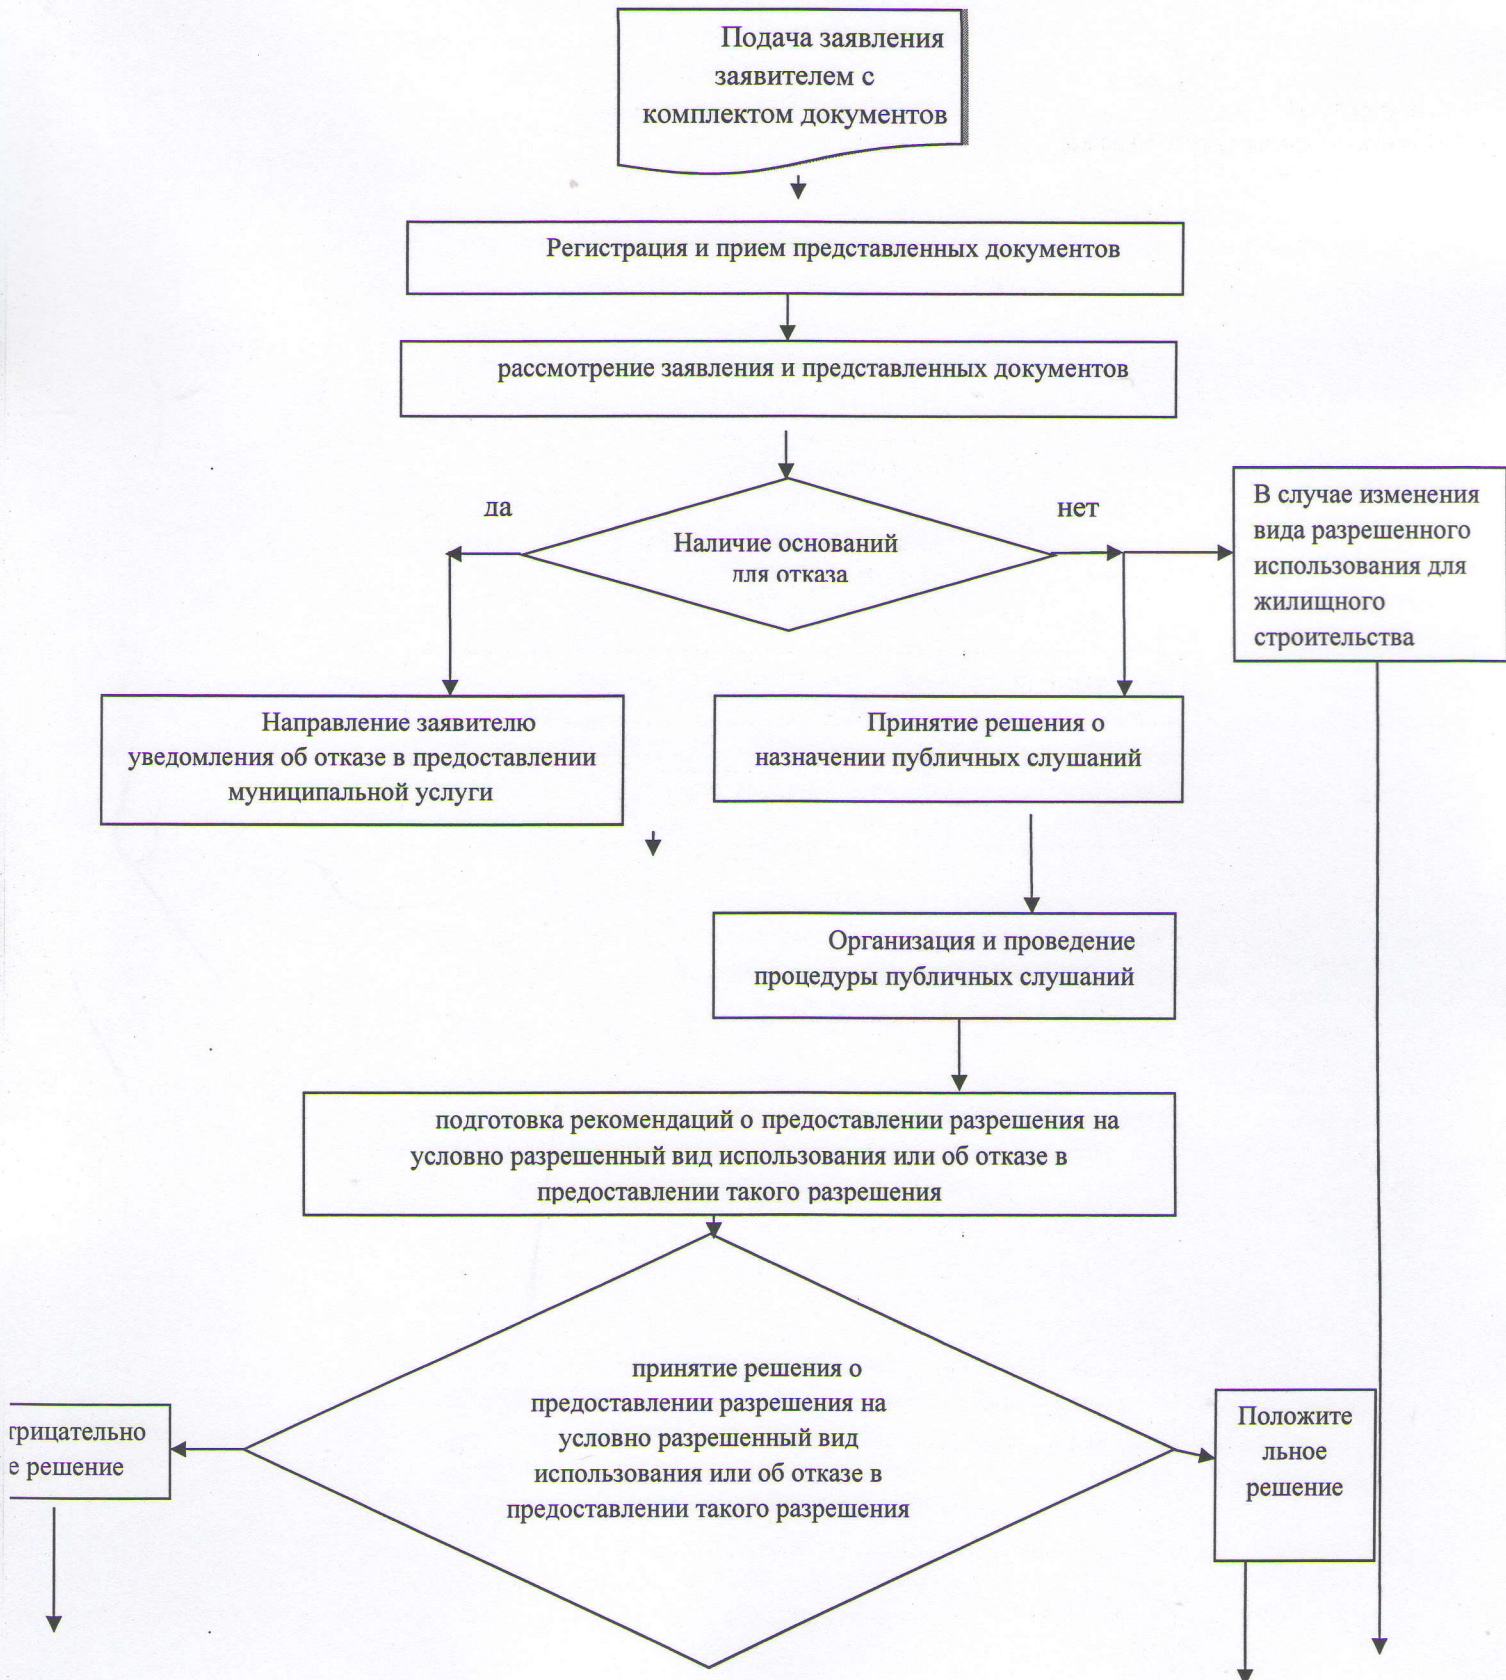 Подача заявления
заявителем с
комплектом документов
Регистрация и прием представленных документов
рассмотрение заявления и представленных документов
да
нет
Наличие оснований
для отказа
В случае изменения
вида разрешенного
использования для
жилищного
строительства
Направление заявителю
уведомления об отказе в предоставлении
муниципальной услуги
Принятие решения о
назначении публичных слушаний
Организация и проведение
процедуры публичных слушаний
подготовка рекомендаций о предоставлении разрешения на
условно разрешенный вид использования или об отказе в
предоставлении такого разрешения
принятие решения о
предоставлении разрешения на
условно разрешенный вид
использования или об отказе в
предоставлении такого разрешения
трицательно
е решение
Положите
льное
решение